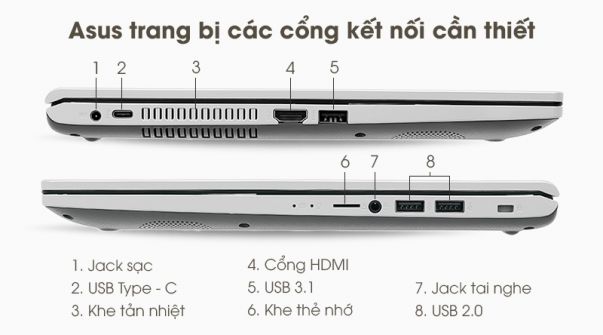 Asus trang bị các cổng kết nối cần thiết
1 2 3 4 5
6 7 8
1. Jack sạc
2. USB Type - C
3. Khe tản nhiệt
4. Cổng HDMI
5. USB 3.1
6. Khe thẻ nhớ
7. Jack tai nghe
8. USB 2.0